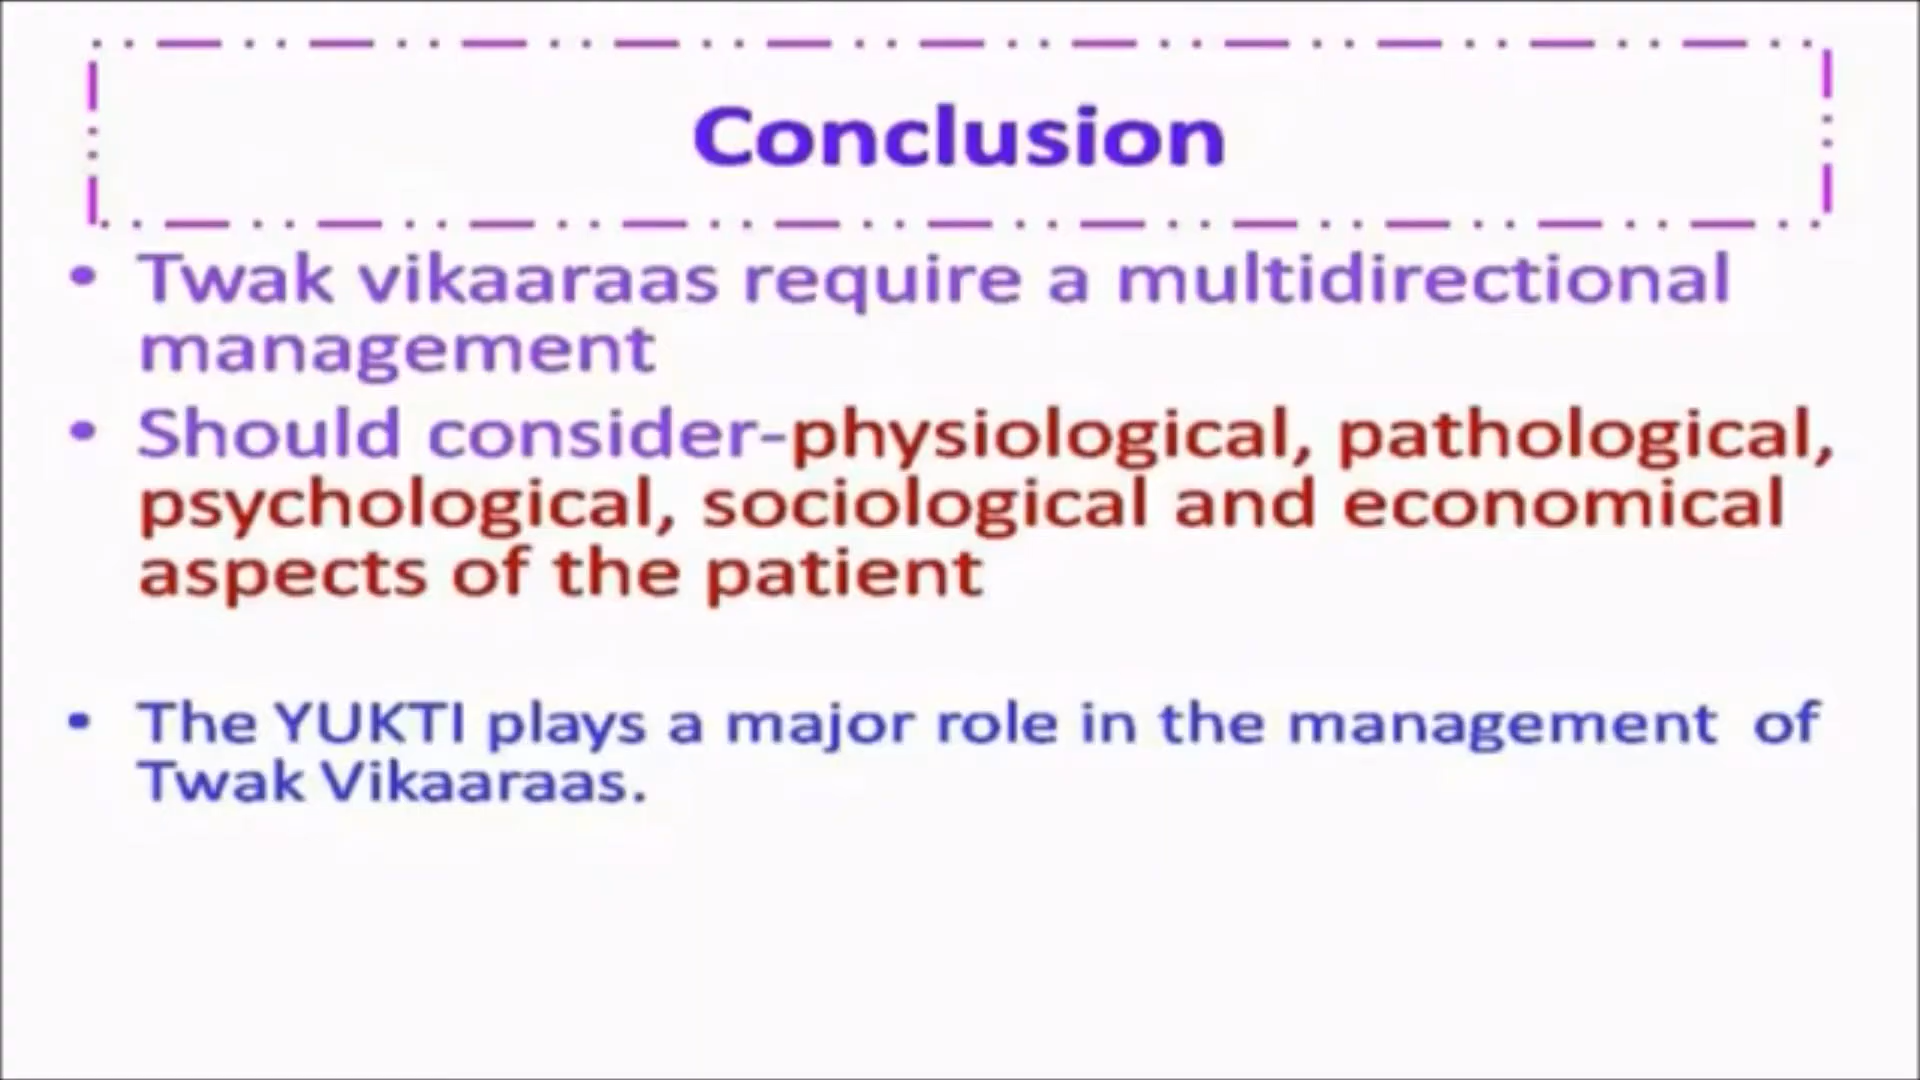 Conclusion
• Twak vikaaraas require a multidirectional
management
• Should consider-physiological, pathological,
psychological, sociological and economical
aspects of the patient
• The YUKTI plays a major role in the management of
Twak Vikaaraas.